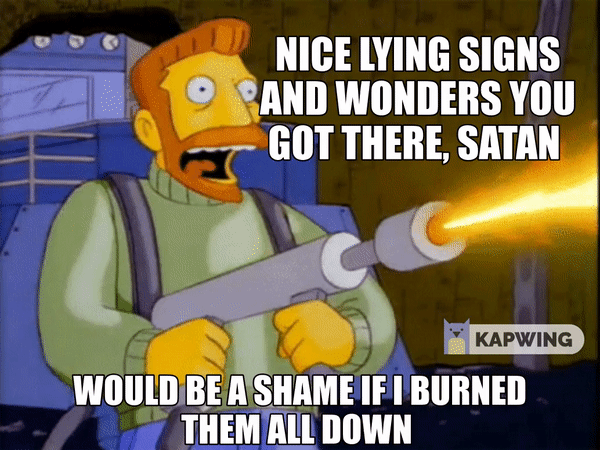 NICE LYING SIGNS
AND WONDERS YOU
GOT THERE, SATAN
KAPWING
WOULD BE A SHAME IF I BURNED
THEM ALL DOWN